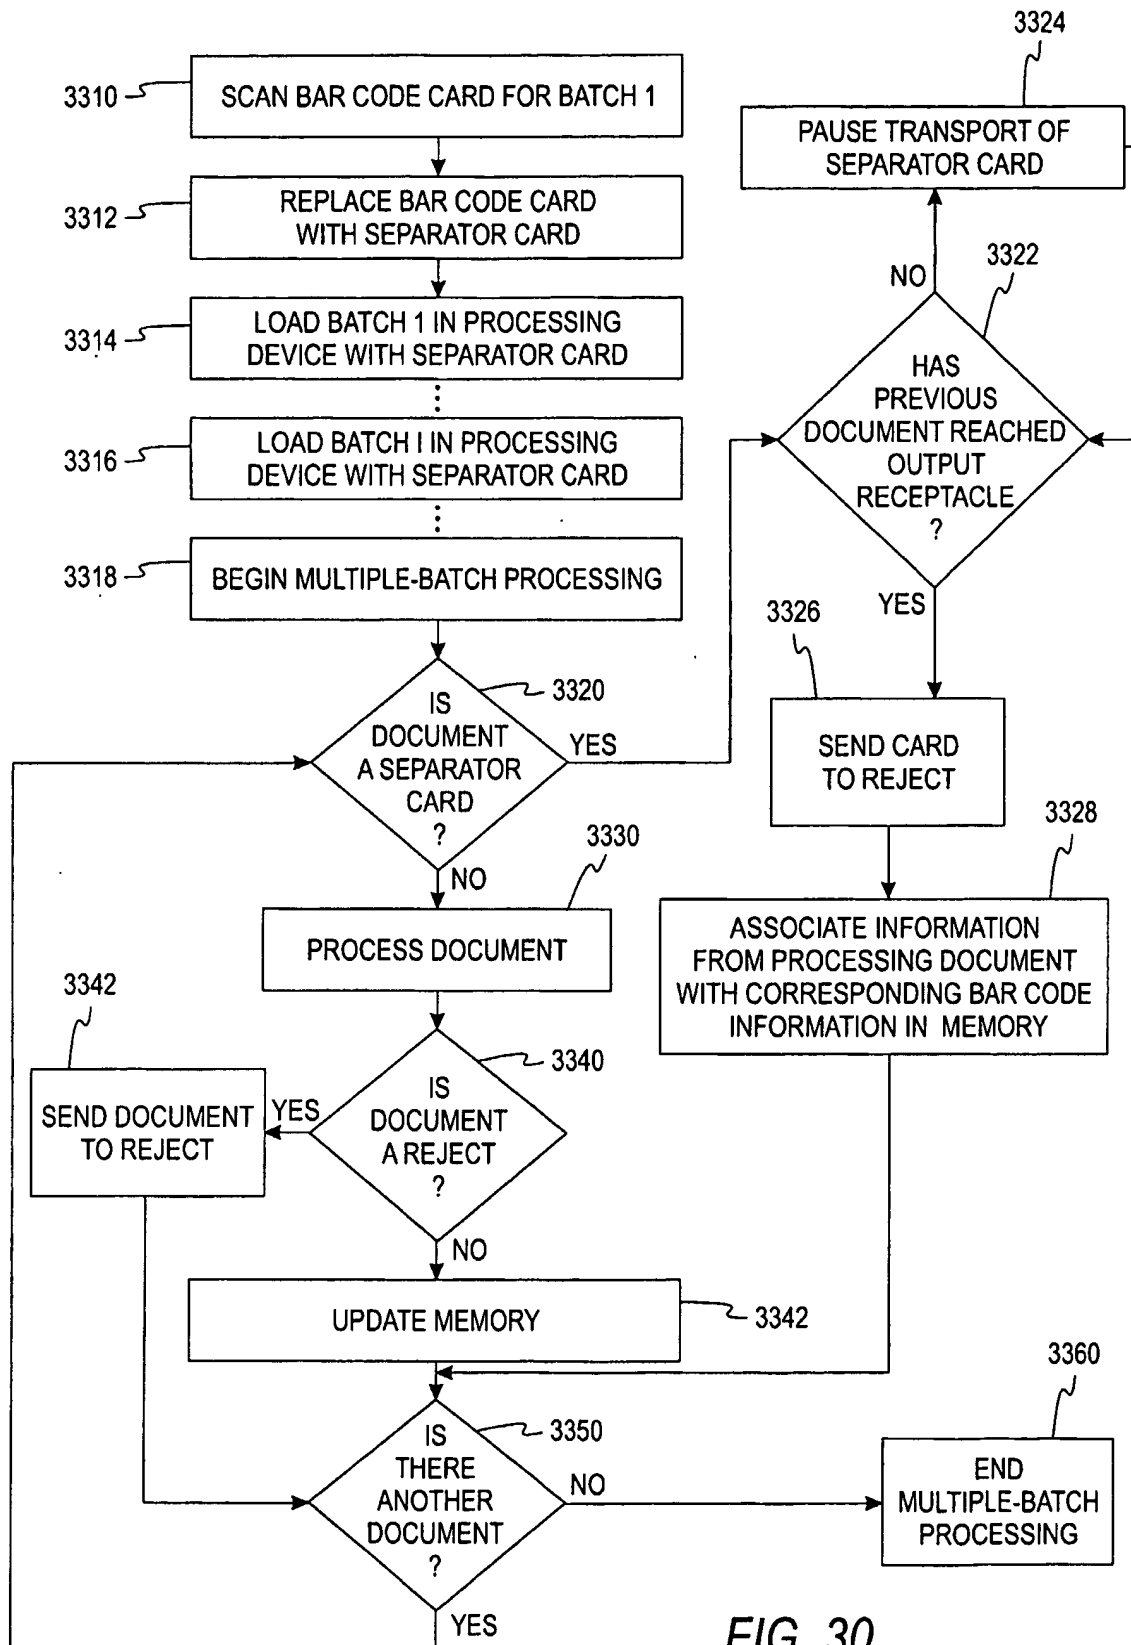 3310
SCAN BAR CODE CARD FOR BATCH 1
3312
REPLACE BAR CODE CARD
WITH SEPARATOR CARD
3314
LOAD BATCH 1 IN PROCESSING
DEVICE WITH SEPARATOR CARD
3316
LOAD BATCH I IN PROCESSING
DEVICE WITH SEPARATOR CARD
3318
BEGIN MULTIPLE-BATCH PROCESSING
3320
IS
DOCUMENT
A SEPARATOR
CARD
?
YES
NO
3324
PAUSE TRANSPORT OF
SEPARATOR CARD
NO
3322
HAS
PREVIOUS
DOCUMENT REACHED
OUTPUT
RECEPTACLE
?
YES
3326
SEND CARD
TO REJECT
3328
ASSOCIATE INFORMATION
FROM PROCESSING DOCUMENT
WITH CORRESPONDING BAR CODE
INFORMATION IN MEMORY
3330
PROCESS DOCUMENT
3340
IS
DOCUMENT
A REJECT
?
YES
3342
SEND DOCUMENT
TO REJECT
NO
UPDATE MEMORY
3342
3350
IS
THERE
ANOTHER
DOCUMENT
?
NO
3360
END
MULTIPLE-BATCH
PROCESSING
YES
FIG. 30